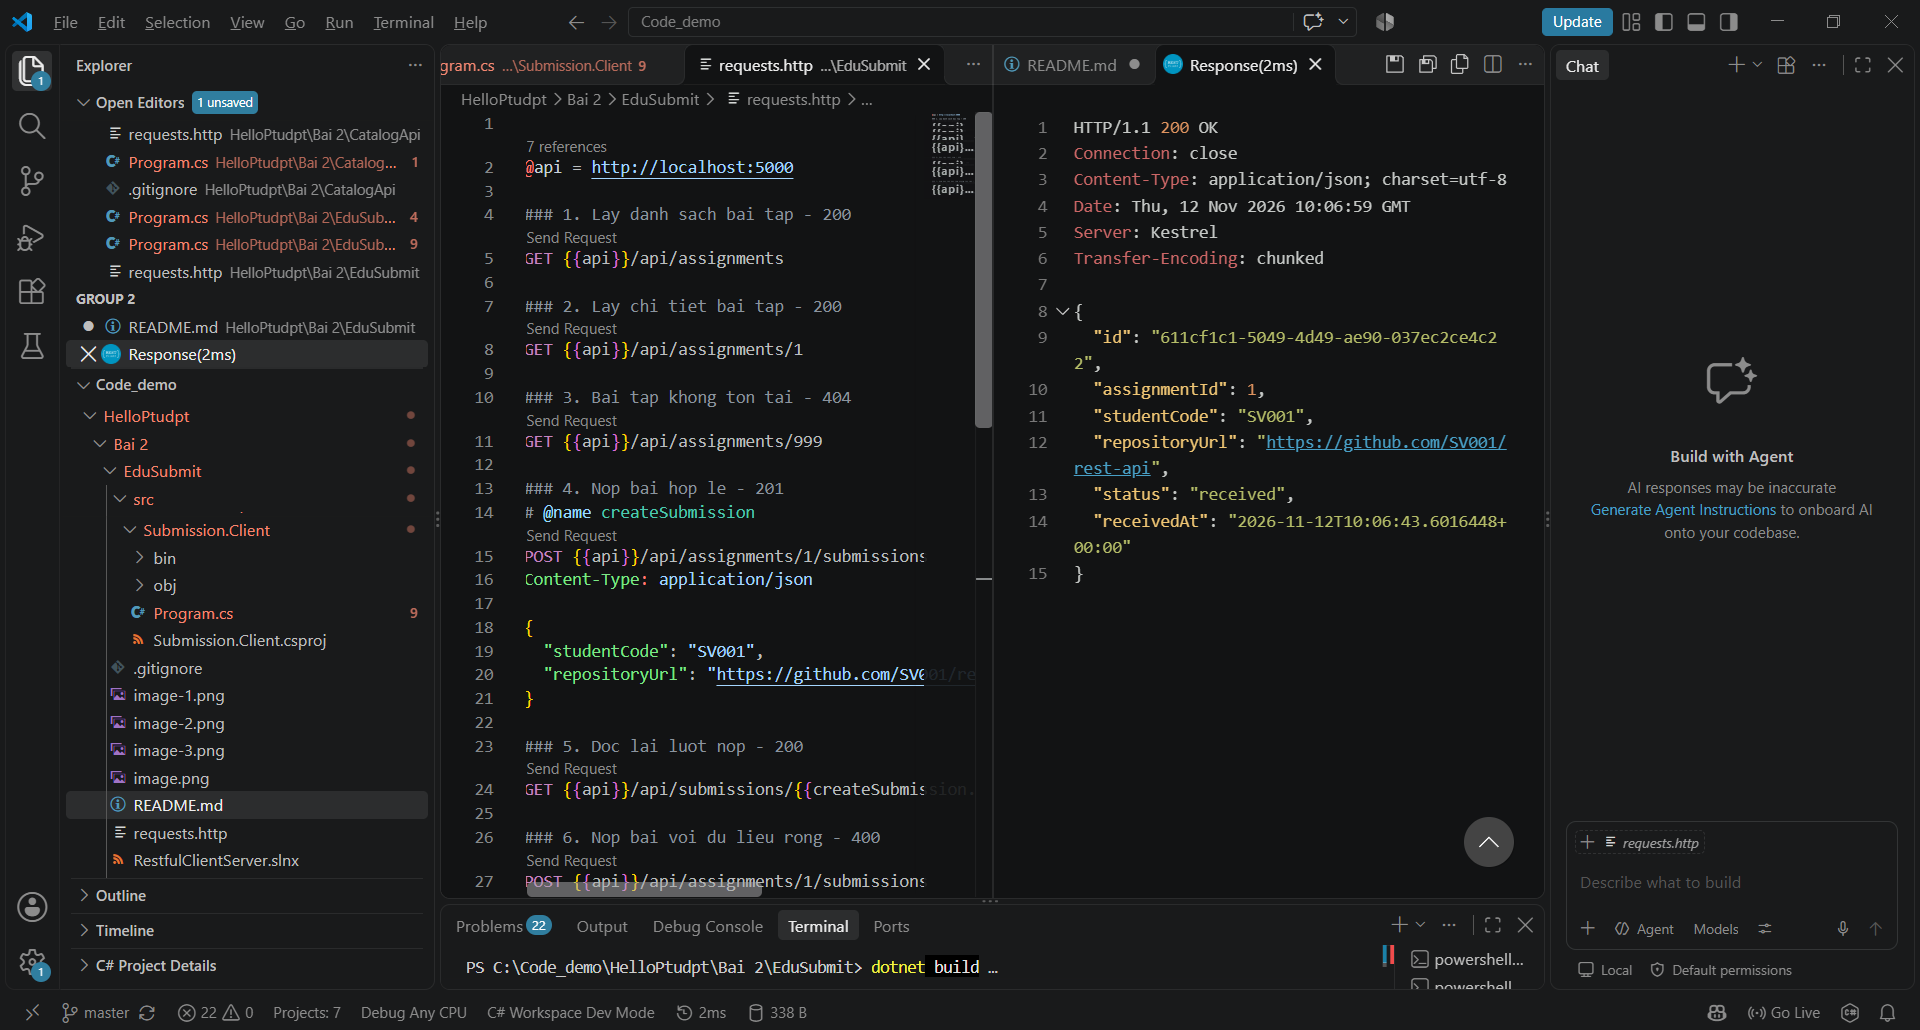 File Edit Selection View Go Run Terminal Help
Code_demo
Update
Explorer
Open Editors 1 unsaved
requests.http HelloPtudpt\Bai 2\CatalogApi
Program.cs HelloPtudpt\Bai 2\Catalog... 1
.gitignore HelloPtudpt\Bai 2\CatalogApi
Program.cs HelloPtudpt\Bai 2\EduSub... 4
Program.cs HelloPtudpt\Bai 2\EduSub... 9
requests.http HelloPtudpt\Bai 2\EduSubmit
GROUP 2
README.md HelloPtudpt\Bai 2\EduSubmit
Response(2ms)
Code_demo
HelloPtudpt
Bai 2
EduSubmit
src
Submission.Client
bin
obj
Program.cs 9
Submission.Client.csproj
.gitignore
image-1.png
image-2.png
image-3.png
image.png
README.md
requests.http
RestfulClientServer.slnx
Outline
Timeline
C# Project Details
gram.cs ...\Submission.Client 9
requests.http ...\EduSubmit
HelloPtudpt > Bai 2 > EduSubmit > requests.http > ...
1
7 references
2 @api = http://localhost:5000
3
4 ### 1. Lay danh sach bai tap - 200
Send Request
5 GET {{api}}/api/assignments
6
7 ### 2. Lay chi tiet bai tap - 200
Send Request
8 GET {{api}}/api/assignments/1
9
10 ### 3. Bai tap khong ton tai - 404
Send Request
11 GET {{api}}/api/assignments/999
12
13 ### 4. Nop bai hop le - 201
14 # @name createSubmission
Send Request
15 POST {{api}}/api/assignments/1/submissions
16 Content-Type: application/json
17
18 {
19 "studentCode": "SV001",
20 "repositoryUrl": "https://github.com/SV001/re
21 }
22
23 ### 5. Doc lai luot nop - 200
Send Request
24 GET {{api}}/api/submissions/{{createSubmission.
25
26 ### 6. Nop bai voi du lieu rong - 400
Send Request
27 POST {{api}}/api/assignments/1/submissions
README.md
Response(2ms)
1 HTTP/1.1 200 OK
2 Connection: close
3 Content-Type: application/json; charset=utf-8
4 Date: Thu, 12 Nov 2026 10:06:59 GMT
5 Server: Kestrel
6 Transfer-Encoding: chunked
7
8 {
9 "id": "611cf1c1-5049-4d49-ae90-037ec2ce4c2
2",
10 "assignmentId": 1,
11 "studentCode": "SV001",
12 "repositoryUrl": "https://github.com/SV001/
rest-api",
13 "status": "received",
14 "receivedAt": "2026-11-12T10:06:43.6016448+
00:00"
15 }
Problems 22 Output Debug Console Terminal Ports
PS C:\Code_demo\HelloPtudpt\Bai 2\EduSubmit> dotnet build ...
powershell...
powershell
Chat
Build with Agent
AI responses may be inaccurate
Generate Agent Instructions to onboard AI
onto your codebase.
requests.http
Describe what to build
Agent Models
Local Default permissions
master 22 0 Projects: 7 Debug Any CPU C# Workspace Dev Mode 2ms 338 B Go Live